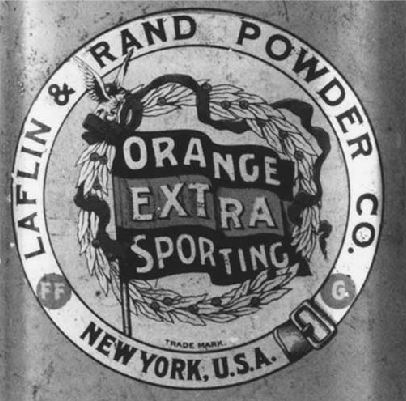 LAFLIN & RAND POWDER CO.
ORANGE
EXTRA
SPORTING
FF
G.
TRADE MARK.
NEW YORK, U.S.A.